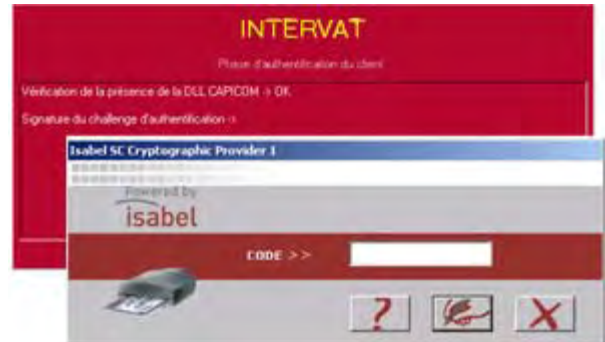 INTERVAT
Phase d'authentification du client
Vérification de la présence de la DLL CAPICOM -> OK
Signature du challenge d'authentification ->
Isabel SC Cryptographic Provider 1
Powered by
isabel
CODE >>
?